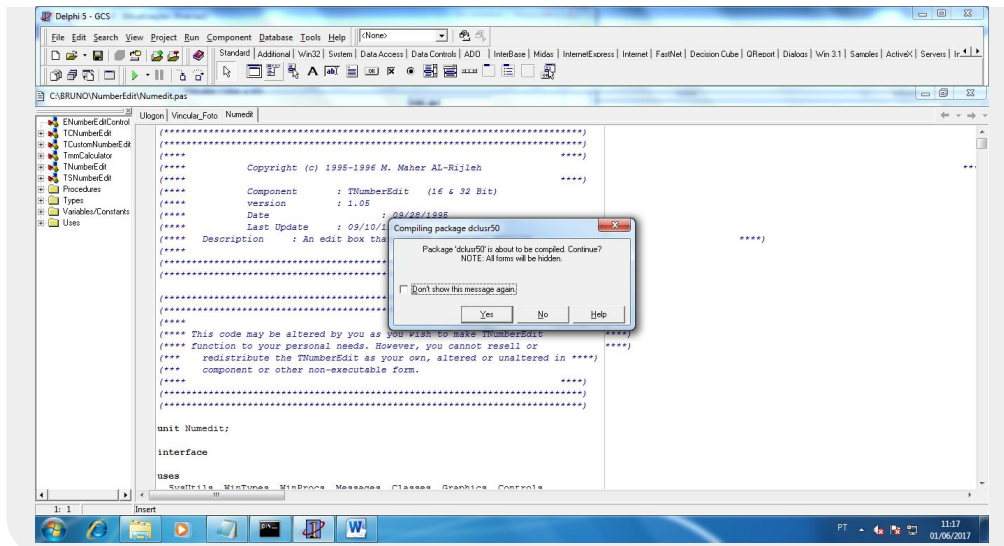 Delphi 5 - GCS
File Edit Search View Project Run Component Database Tools Help <None>
Standard Additional Win32 System Data Access Data Controls ADO InterBase Midas InternetExpress Internet FastNet Decision Cube QReport Dialogs Win 3.1 Samples ActiveX Servers
C:\BRUNO\NumberEdit\Numedit.pas
Ulogon Vincular_Foto Numedit
ENumberEditControl
TCNumberEdit
TCustomNumberEdit
TmmCalculator
TNumberEdit
TSNumberEdit
Procedures
Types
Variables/Constants
Uses
Copyright (c) 1995-1996 M. Maher AL-Rijleh
Component : TNumberEdit (16 & 32 Bit)
version : 1.05
Date : 09/28/1995
Last Update : 09/10/1
Description : An edit box tha
Compiling package dclusr50
Package 'dclusr50' is about to be compiled. Continue?
NOTE: All forms will be hidden.
Don't show this message again.
Yes No Help
This code may be altered by you as you wish to make TNumberEdit
function to your personal needs. However, you cannot resell or
redistribute the TNumberEdit as your own, altered or unaltered in
component or other non-executable form.
unit Numedit;
interface
uses
SysUtils, WinTypes, WinProcs, Messages, Classes, Graphics, Controls,
1: 1 Insert
PT 11:17
01/06/2017